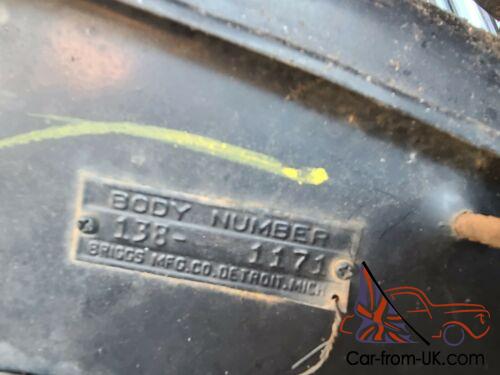 BODY NUMBER
138- 1171
BRIGGS MFG.CO.DETROIT.MICH
Car-from-UK.com